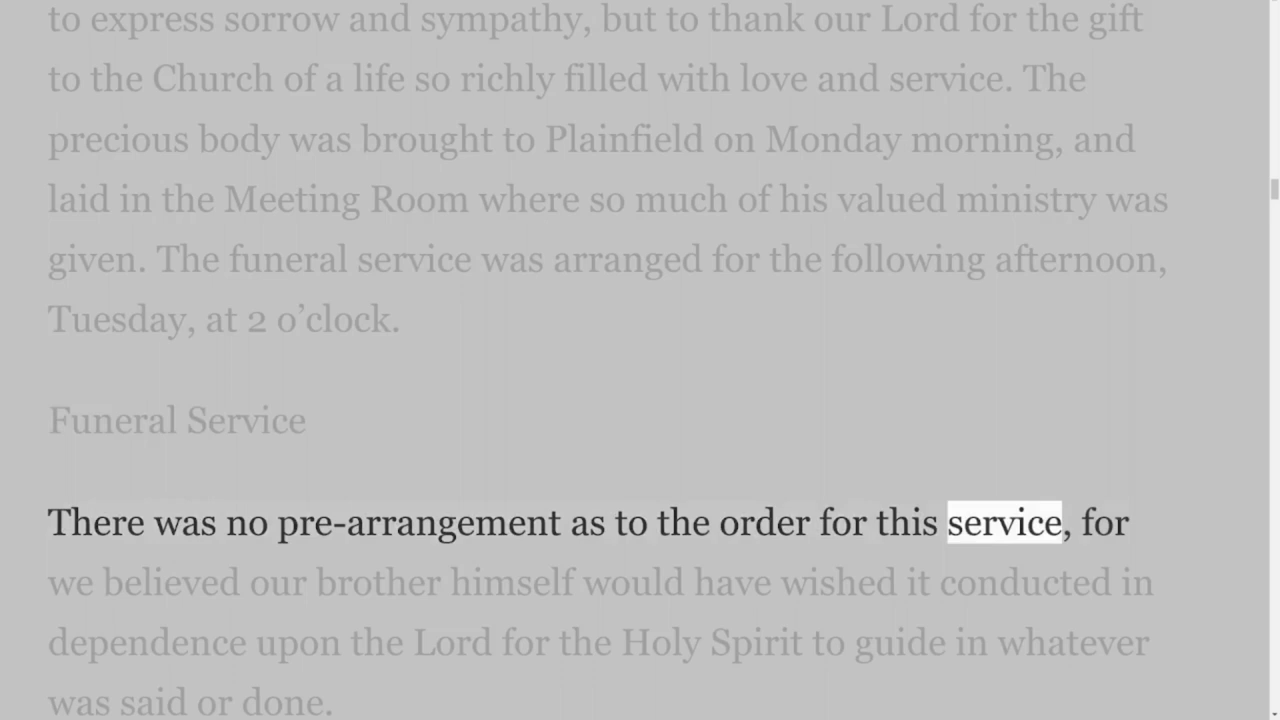 to express sorrow and sympathy, but to thank our Lord for the gift
to the Church of a life so richly filled with love and service. The
precious body was brought to Plainfield on Monday morning, and
laid in the Meeting Room where so much of his valued ministry was
given. The funeral service was arranged for the following afternoon,
Tuesday, at 2 o’clock.
Funeral Service
There was no pre-arrangement as to the order for this service, for
we believed our brother himself would have wished it conducted in
dependence upon the Lord for the Holy Spirit to guide in whatever
was said or done.